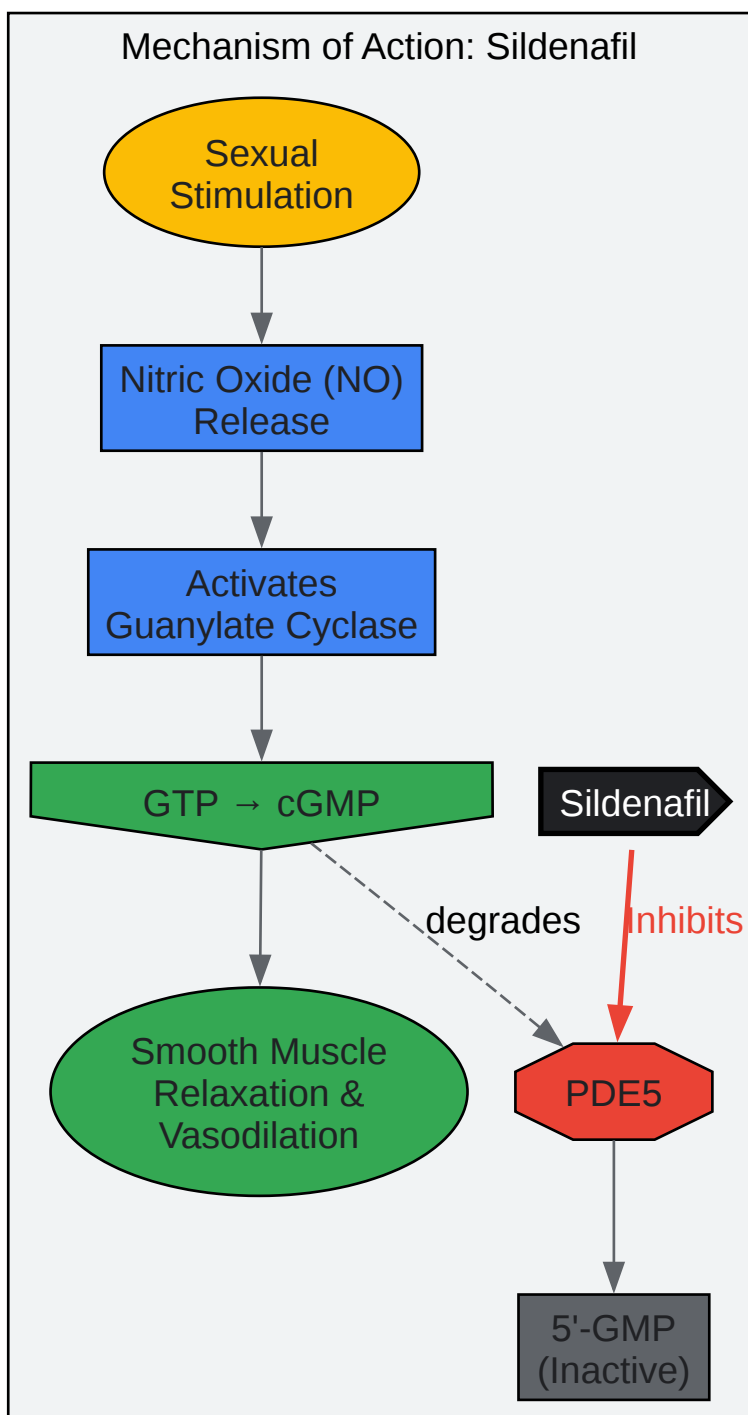 Mechanism of Action: Sildenafil
Sexual
Stimulation
Nitric Oxide (NO)
Release
Activates
Guanylate Cyclase
GTP → cGMP
Sildenafil
degrades
Inhibits
Smooth Muscle
Relaxation &
Vasodilation
PDE5
5'-GMP
(Inactive)